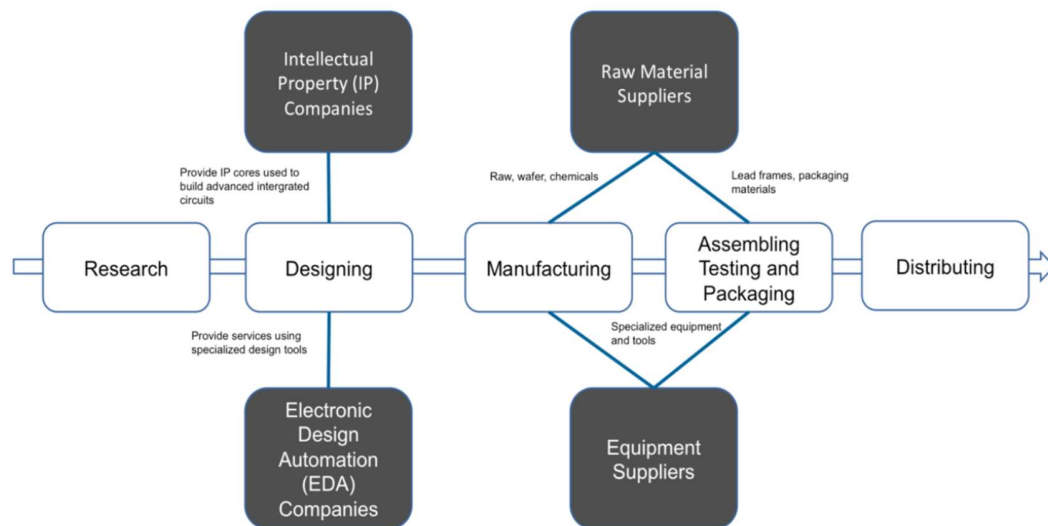 Intellectual
Property (IP)
Companies
Raw Material
Suppliers
Provide IP cores used to
build advanced intergrated
circuits
Raw, wafer, chemicals
Lead frames, packaging
materials
Research
Designing
Manufacturing
Assembling
Testing and
Packaging
Distributing
Provide services using
specialized design tools
Specialized equipment
and tools
Electronic
Design
Automation
(EDA)
Companies
Equipment
Suppliers